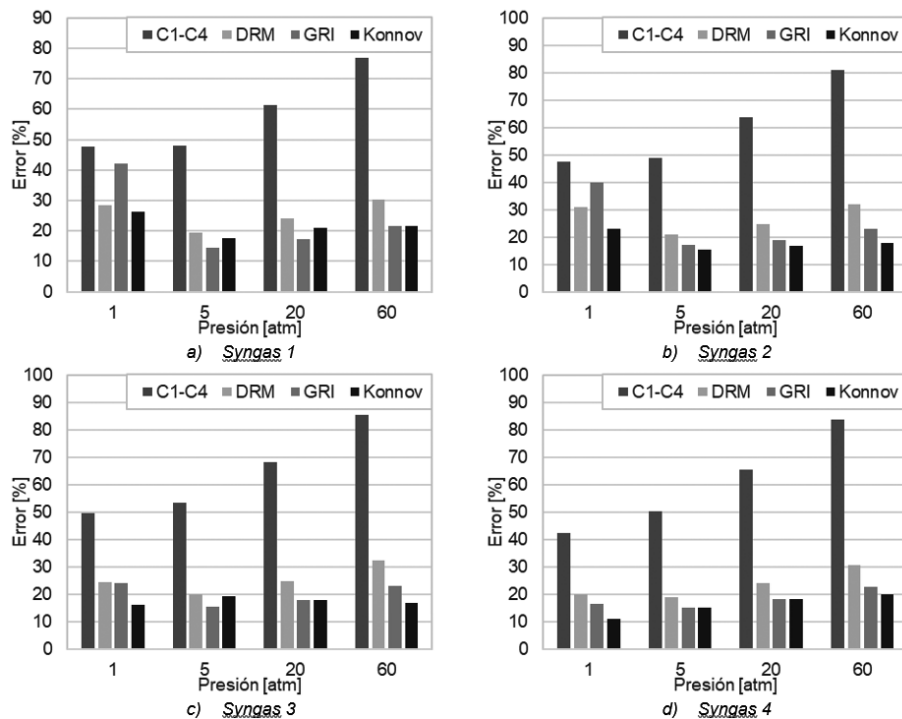 C1-C4 DRM GRI Konnov
90
80
70
60
50
40
30
20
10
0
Error [%]
1 5 20 60
Presión [atm]
a) Syngas 1
C1-C4 DRM GRI Konnov
100
90
80
70
60
50
40
30
20
10
0
Error [%]
1 5 20 60
Presión [atm]
b) Syngas 2
C1-C4 DRM GRI Konnov
100
90
80
70
60
50
40
30
20
10
0
Error [%]
1 5 20 60
Presión [atm]
c) Syngas 3
C1-C4 DRM GRI Konnov
100
90
80
70
60
50
40
30
20
10
0
Error [%]
1 5 20 60
Presión [atm]
d) Syngas 4